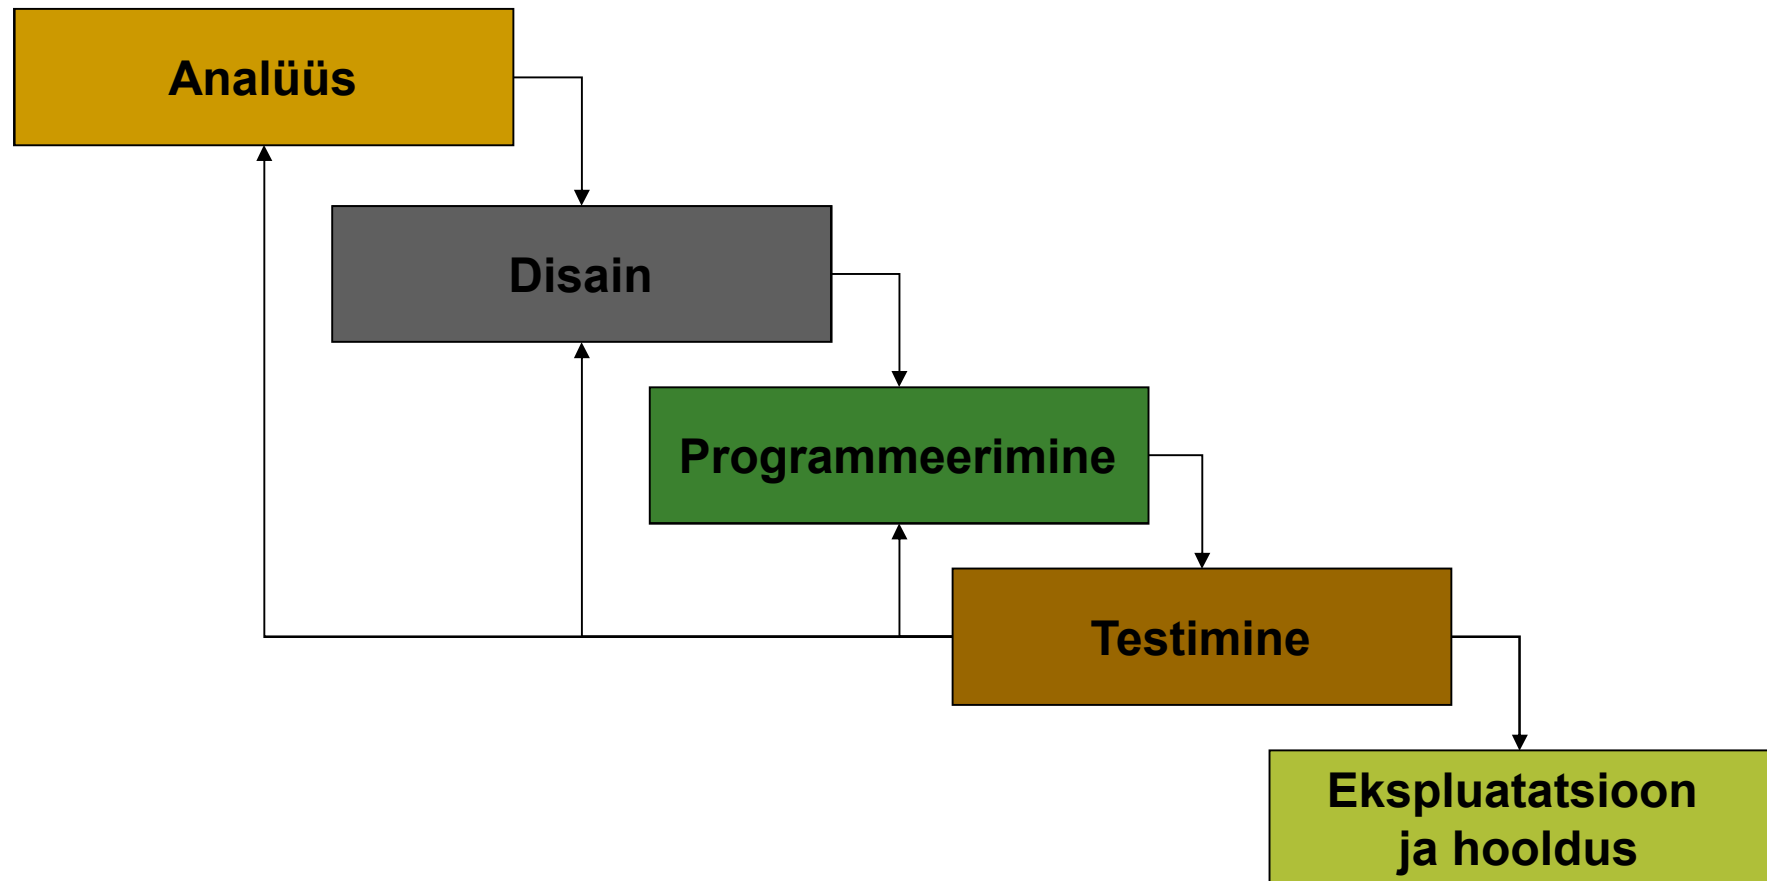 Analüüs
Disain
Programmeerimine
Testimine
Ekspluatatsioon
ja hooldus